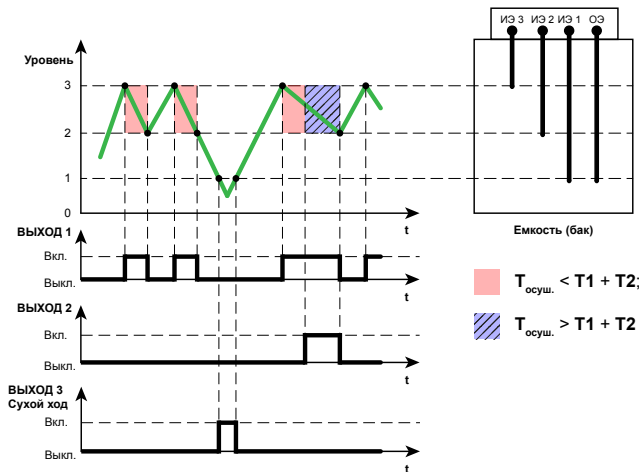 Уровень
3
2
1
0
t
ИЭ 3 ИЭ 2 ИЭ 1 ОЭ
Емкость (бак)
ВЫХОД 1
Вкл.
Выкл.
t
ВЫХОД 2
Вкл.
Выкл.
t
ВЫХОД 3
Сухой ход
Вкл.
Выкл.
t
Tосуш. < T1 + T2;
Tосуш. > T1 + T2